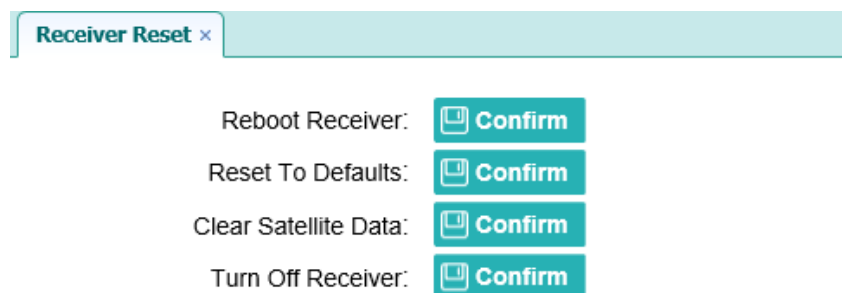 Receiver Reset ×
Reboot Receiver: Confirm
Reset To Defaults: Confirm
Clear Satellite Data: Confirm
Turn Off Receiver: Confirm